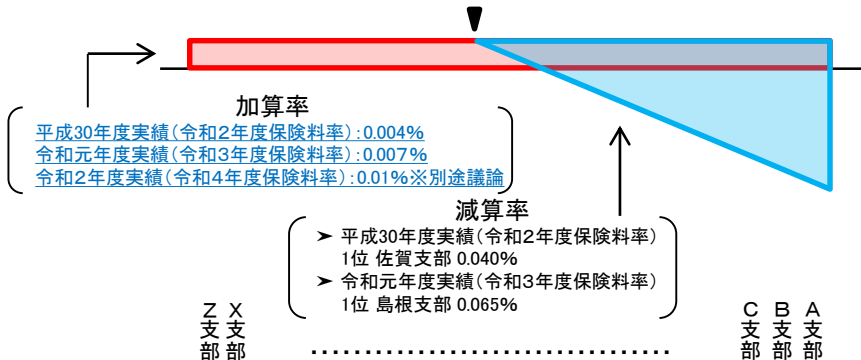 加算率
平成30年度実績(令和2年度保険料率):0.004%
令和元年度実績(令和3年度保険料率):0.007%
令和2年度実績(令和4年度保険料率):0.01%※別途議論
減算率
➤ 平成30年度実績(令和2年度保険料率)
1位 佐賀支部 0.040%
➤ 令和元年度実績(令和3年度保険料率)
1位 島根支部 0.065%
Z支部
X支部
‥‥‥‥‥‥‥‥‥‥‥‥‥‥
C支部
B支部
A支部